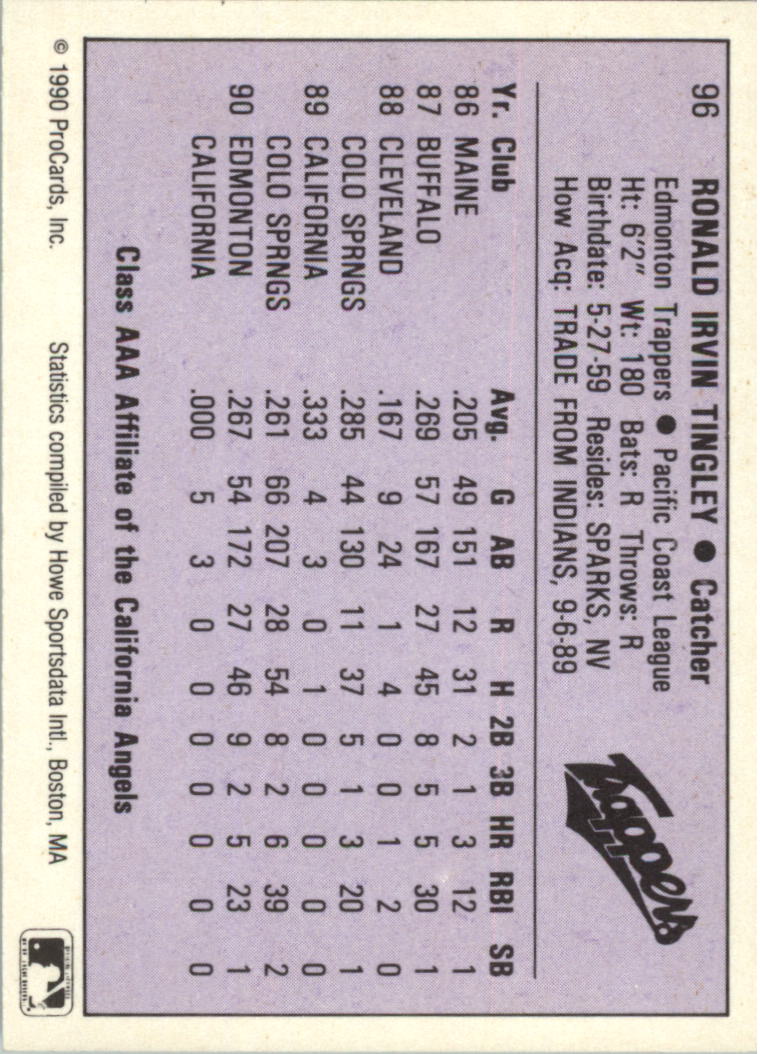 96 RONALD IRVIN TINGLEY ● Catcher
Edmonton Trappers ● Pacific Coast League
Ht: 6'2" Wt: 180 Bats: R Throws: R
Birthdate: 5-27-59 Resides: SPARKS, NV
How Acq: TRADE FROM INDIANS, 9-6-89
Trappers
Yr. Club Avg. G AB R H 2B 3B HR RBI SB
86 MAINE .205 49 151 12 31 2 1 3 12 1
87 BUFFALO .269 57 167 27 45 8 5 5 30 1
88 CLEVELAND .167 9 24 1 4 0 0 1 2 0
COLO SPRNGS .285 44 130 11 37 5 1 3 20 1
89 CALIFORNIA .333 4 3 0 1 0 0 0 0 0
COLO SPRNGS .261 66 207 28 54 8 2 6 39 2
90 EDMONTON .267 54 172 27 46 9 2 5 23 1
CALIFORNIA .000 5 3 0 0 0 0 0 0 0
Class AAA Affiliate of the California Angels
© 1990 ProCards, Inc. Statistics compiled by Howe Sportsdata Intl., Boston, MA